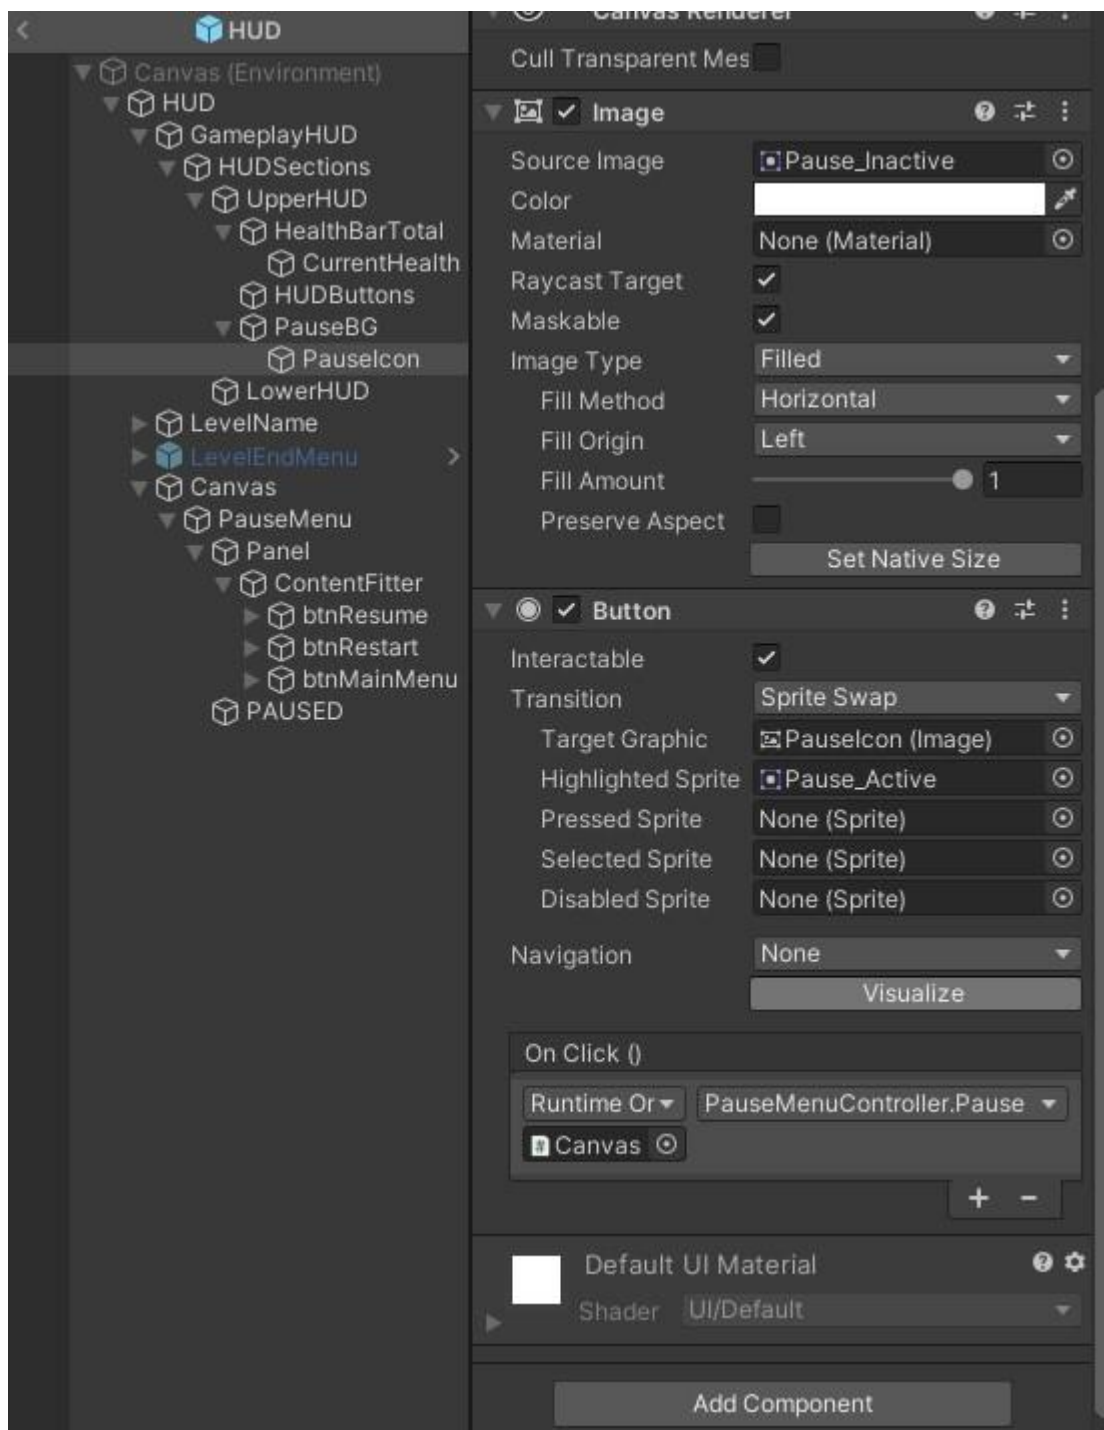 HUD
Canvas (Environment)
HUD
GameplayHUD
HUDSections
UpperHUD
HealthBarTotal
CurrentHealth
HUDButtons
PauseBG
PauseIcon
LowerHUD
LevelName
LevelEndMenu
Canvas
PauseMenu
Panel
ContentFitter
btnResume
btnRestart
btnMainMenu
PAUSED
Canvas Renderer
Cull Transparent Mes
Image
Source Image Pause_Inactive
Color
Material None (Material)
Raycast Target
Maskable
Image Type Filled
Fill Method Horizontal
Fill Origin Left
Fill Amount 1
Preserve Aspect
Set Native Size
Button
Interactable
Transition Sprite Swap
Target Graphic PauseIcon (Image)
Highlighted Sprite Pause_Active
Pressed Sprite None (Sprite)
Selected Sprite None (Sprite)
Disabled Sprite None (Sprite)
Navigation None
Visualize
On Click ()
Runtime Or PauseMenuController.Pause
Canvas
Default UI Material
Shader UI/Default
Add Component